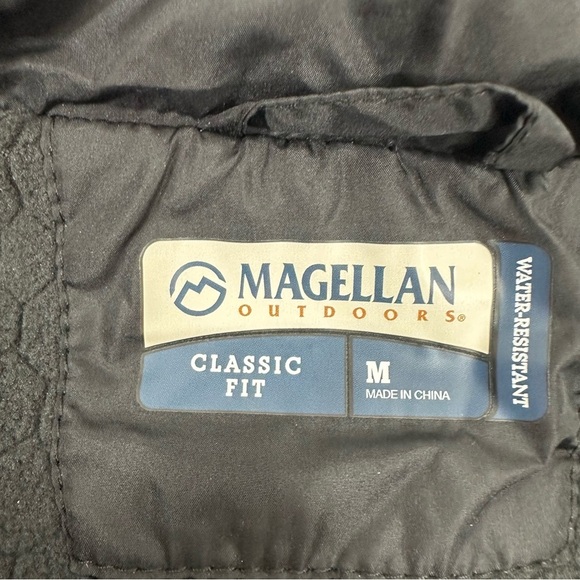 MAGELLAN
OUTDOORS®
CLASSIC
FIT
M
MADE IN CHINA
WATER-RESISTANT